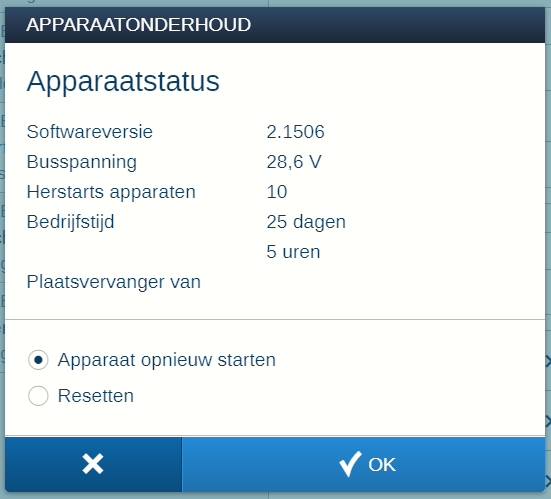 APPARAATONDERHOUD
Apparaatstatus
Softwareversie 2.1506
Busspanning 28,6 V
Herstarts apparaten 10
Bedrijfstijd 25 dagen
5 uren
Plaatsvervanger van
Apparaat opnieuw starten
Resetten
OK